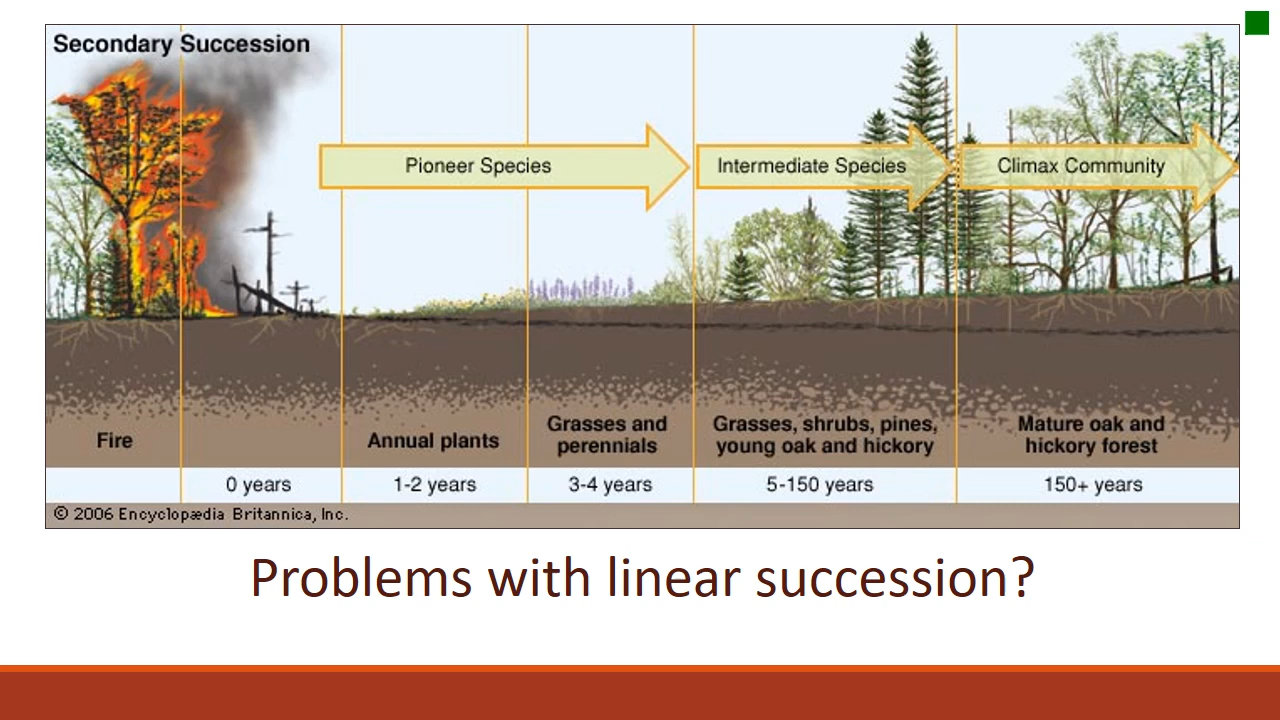 Secondary Succession
Pioneer Species
Intermediate Species
Climax Community
Fire
Annual plants
Grasses and
perennials
Grasses, shrubs, pines,
young oak and hickory
Mature oak and
hickory forest
0 years
1-2 years
3-4 years
5-150 years
150+ years
© 2006 Encyclopædia Britannica, Inc.
Problems with linear succession?